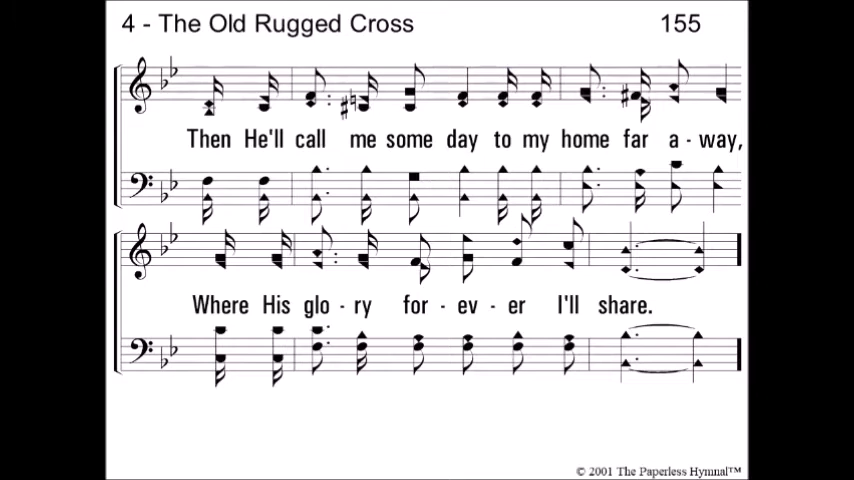 4 - The Old Rugged Cross 155
Then He'll call me some day to my home far a - way,
Where His glo - ry for - ev - er I'll share.
© 2001 The Paperless Hymnal™